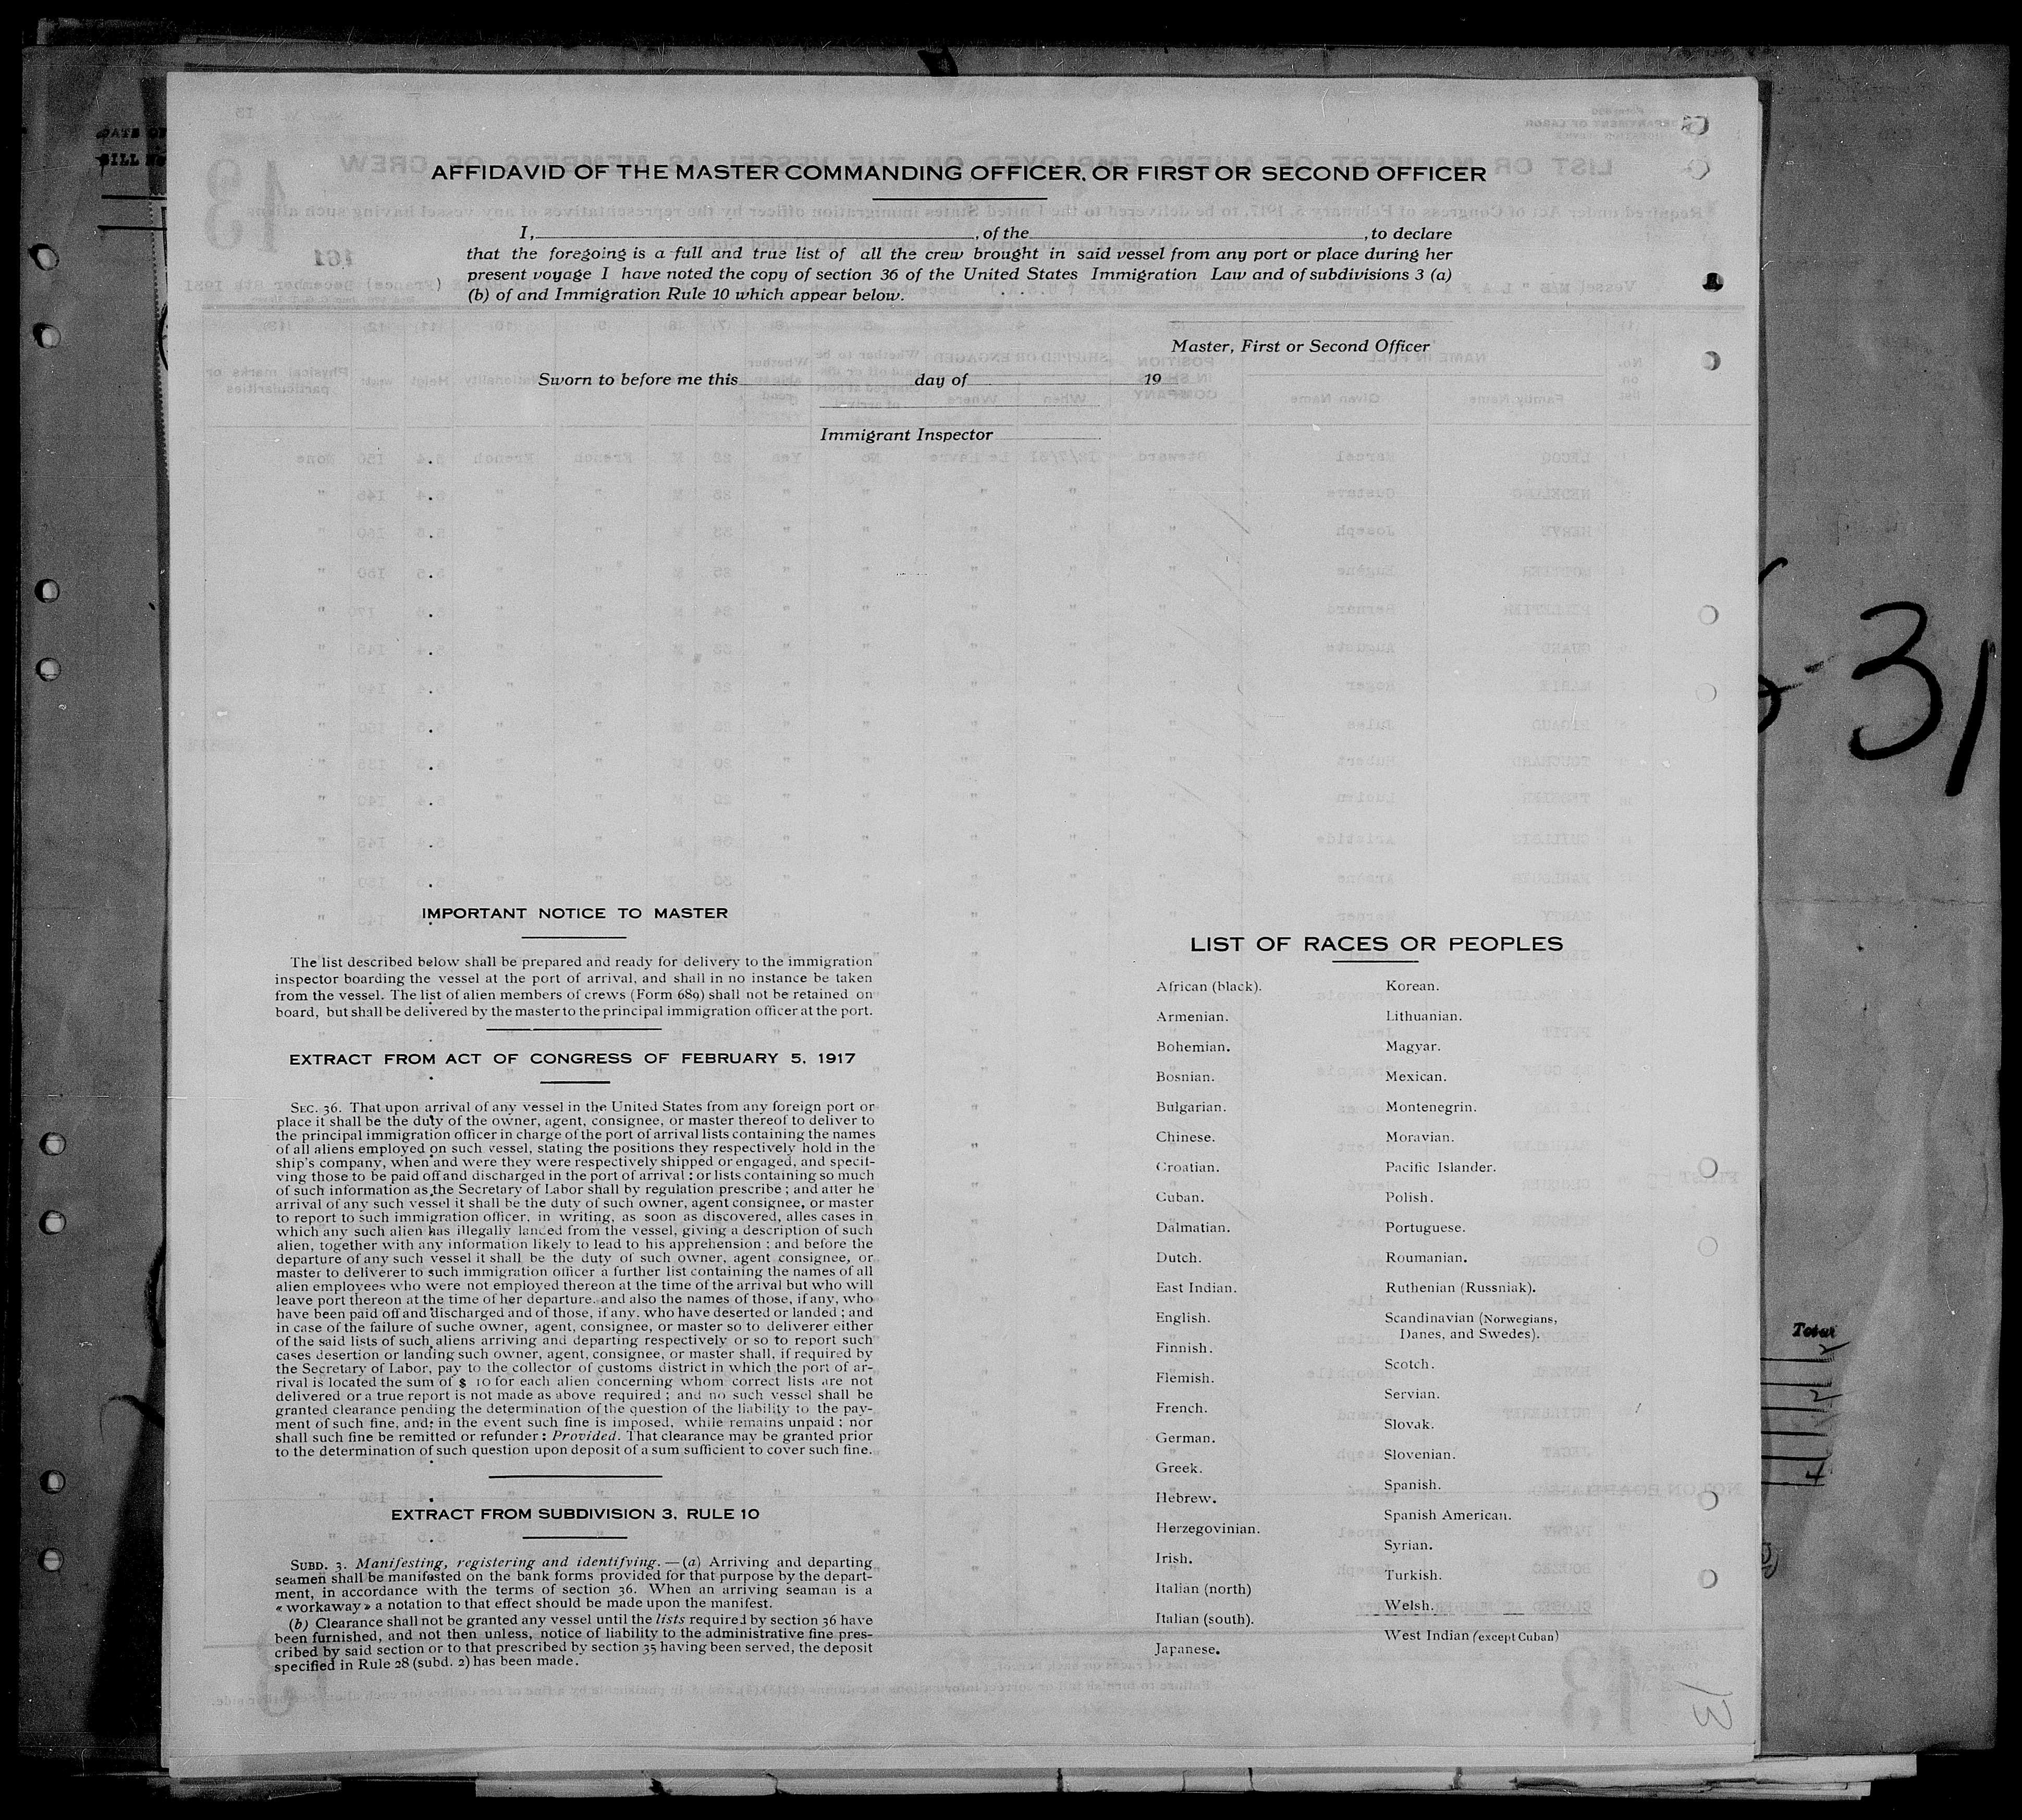 AFFIDAVID OF THE MASTER COMMANDING OFFICER, OR FIRST OR SECOND OFFICER
I, , of the , to declare
that the foregoing is a full and true list of all the crew brought in said vessel from any port or place during her
present voyage I have noted the copy of section 36 of the United States Immigration Law and of subdivisions 3 (a)
(b) of and Immigration Rule 10 which appear below.
Master, First or Second Officer
Sworn to before me this day of 19
Immigrant Inspector
IMPORTANT NOTICE TO MASTER
The list described below shall be prepared and ready for delivery to the immigration
inspector boarding the vessel at the port of arrival, and shall in no instance be taken
from the vessel. The list of alien members of crews (Form 689) shall not be retained on
board, but shall be delivered by the master to the principal immigration officer at the port.
EXTRACT FROM ACT OF CONGRESS OF FEBRUARY 5, 1917
SEC. 36. That upon arrival of any vessel in the United States from any foreign port or
place it shall be the duty of the owner, agent, consignee, or master thereof to deliver to
the principal immigration officer in charge of the port of arrival lists containing the names
of all aliens employed on such vessel, stating the positions they respectively hold in the
ship's company, when and were they were respectively shipped or engaged, and specif-
ving those to be paid off and discharged in the port of arrival : or lists containing so much
of such information as the Secretary of Labor shall by regulation prescribe ; and after he
arrival of any such vessel it shall be the duty of such owner, agent consignee, or master
to report to such immigration officer, in writing, as soon as discovered, alles cases in
which any such alien has illegally landed from the vessel, giving a description of such
alien, together with any information likely to lead to his apprehension ; and before the
departure of any such vessel it shall be the duty of such owner, agent consignee, or
master to deliverer to such immigration officer a further list containing the names of all
alien employees who were not employed thereon at the time of the arrival but who will
leave port thereon at the time of her departure. and also the names of those, if any, who
have been paid off and discharged and of those, if any. who have deserted or landed ; and
in case of the failure of suche owner, agent, consignee, or master so to deliverer either
of the said lists of such aliens arriving and departing respectively or so to report such
cases desertion or landing such owner, agent, consignee, or master shall, if required by
the Secretary of Labor, pay to the collector of customs district in which the port of ar-
rival is located the sum of $ 10 for each alien concerning whom correct lists are not
delivered or a true report is not made as above required ; and no such vessel shall be
granted clearance pending the determination of the question of the liability to the pay-
ment of such fine, and: in the event such fine is imposed, while remains unpaid ; nor
shall such fine be remitted or refunder : Provided. That clearance may be granted prior
to the determination of such question upon deposit of a sum sufficient to cover such fine.
EXTRACT FROM SUBDIVISION 3, RULE 10
SUBD. 3. Manifesting, registering and identifying. — (a) Arriving and departing
seamen shall be manifested on the bank forms provided for that purpose by the depart-
ment, in accordance with the terms of section 36. When an arriving seaman is a
« workaway » a notation to that effect should be made upon the manifest.
(b) Clearance shall not be granted any vessel until the lists required by section 36 have
been furnished, and not then unless, notice of liability to the administrative fine pres-
cribed by said section or to that prescribed by section 35 having been served, the deposit
specified in Rule 28 (subd. 2) has been made.
LIST OF RACES OR PEOPLES
African (black).
Armenian.
Bohemian.
Bosnian.
Bulgarian.
Chinese.
Croatian.
Cuban.
Dalmatian.
Dutch.
East Indian.
English.
Finnish.
Flemish.
French.
German.
Greek.
Hebrew.
Herzegovinian.
Irish.
Italian (north)
Italian (south).
Japanese.
Korean.
Lithuanian.
Magyar.
Mexican.
Montenegrin.
Moravian.
Pacific Islander.
Polish.
Portuguese.
Roumanian.
Ruthenian (Russniak).
Scandinavian (Norwegians,
Danes, and Swedes).
Scotch.
Servian.
Slovak.
Slovenian.
Spanish.
Spanish American.
Syrian.
Turkish.
Welsh.
West Indian (except Cuban)
13
31
Total
DATE OF
BILL